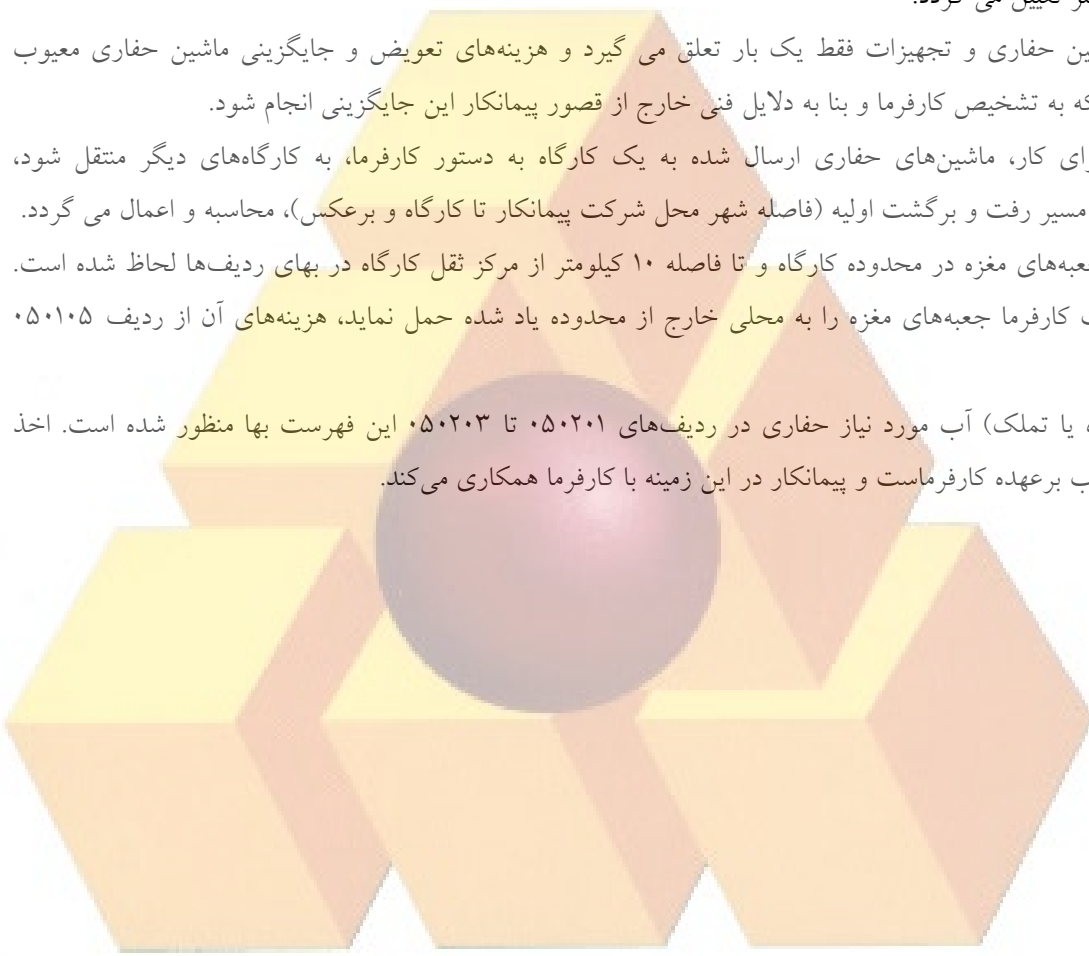 تعیین می گردد.
ین حفاری و تجهیزات فقط یک بار تعلق می گیرد و هزینه‌های تعویض و جایگزینی ماشین حفاری معیوب
که به تشخیص کارفرما و بنا به دلایل فنی خارج از قصور پیمانکار این جایگزینی انجام شود.
رای کار، ماشین‌های حفاری ارسال شده به یک کارگاه به دستور کارفرما، به کارگاه‌های دیگر منتقل شود،
مسیر رفت و برگشت اولیه (فاصله شهر محل شرکت پیمانکار تا کارگاه و برعکس)، محاسبه و اعمال می گردد.
عبه‌های مغزه در محدوده کارگاه و تا فاصله ۱۰ کیلومتر از مرکز ثقل کارگاه در بهای ردیف‌ها لحاظ شده است.
کارفرما جعبه‌های مغزه را به محلی خارج از محدوده یاد شده حمل نماید، هزینه‌های آن از ردیف ۰۵۰۱۰۵
یا تملک) آب مورد نیاز حفاری در ردیف‌های ۰۵۰۲۰۱ تا ۰۵۰۲۰۳ این فهرست بها منظور شده است. اخذ
ب برعهده کارفرماست و پیمانکار در این زمینه با کارفرما همکاری می‌کند.